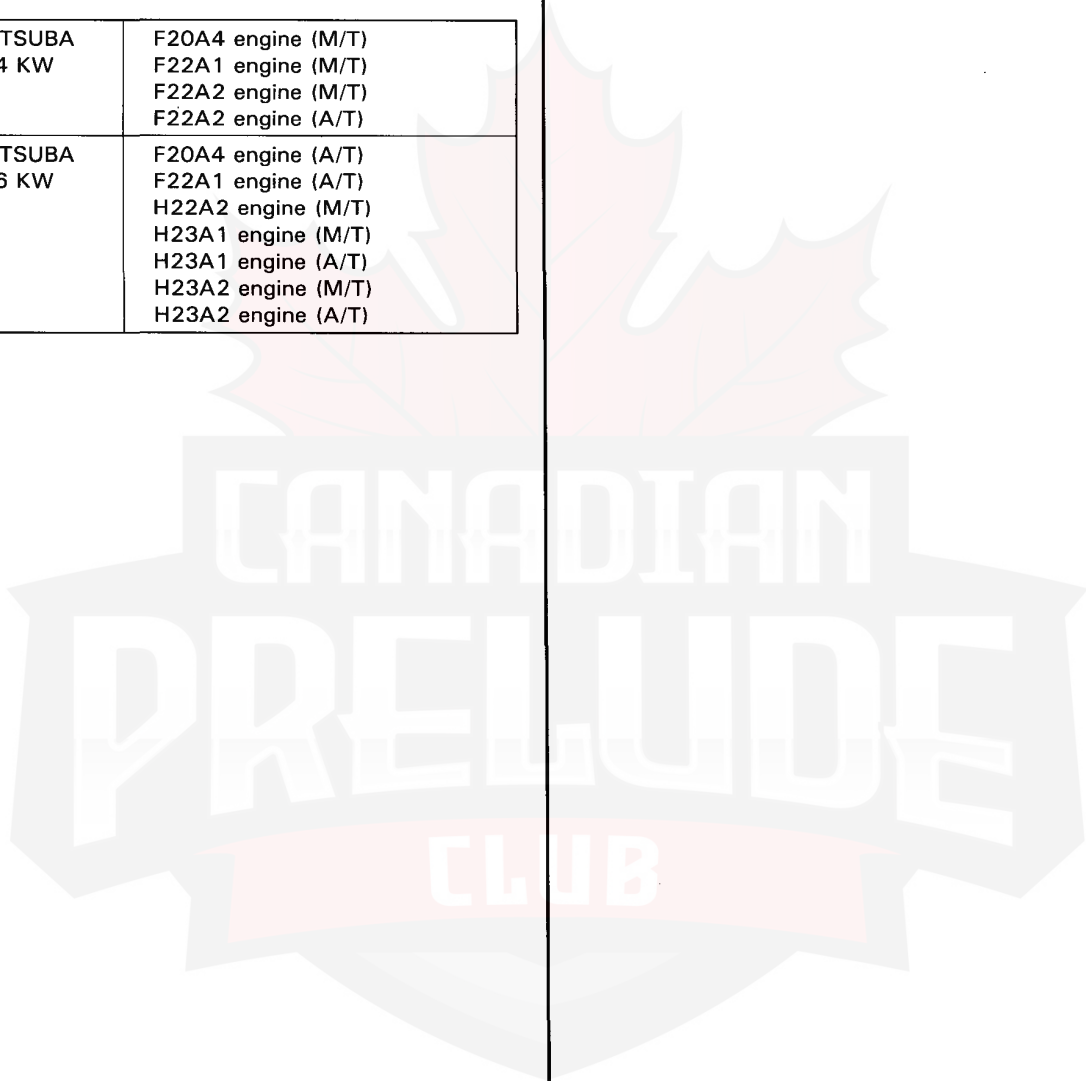 TSUBA
4 KW
F20A4 engine (M/T)
F22A1 engine (M/T)
F22A2 engine (M/T)
F22A2 engine (A/T)
TSUBA
6 KW
F20A4 engine (A/T)
F22A1 engine (A/T)
H22A2 engine (M/T)
H23A1 engine (M/T)
H23A1 engine (A/T)
H23A2 engine (M/T)
H23A2 engine (A/T)
CANADIAN
PRELUDE
CLUB